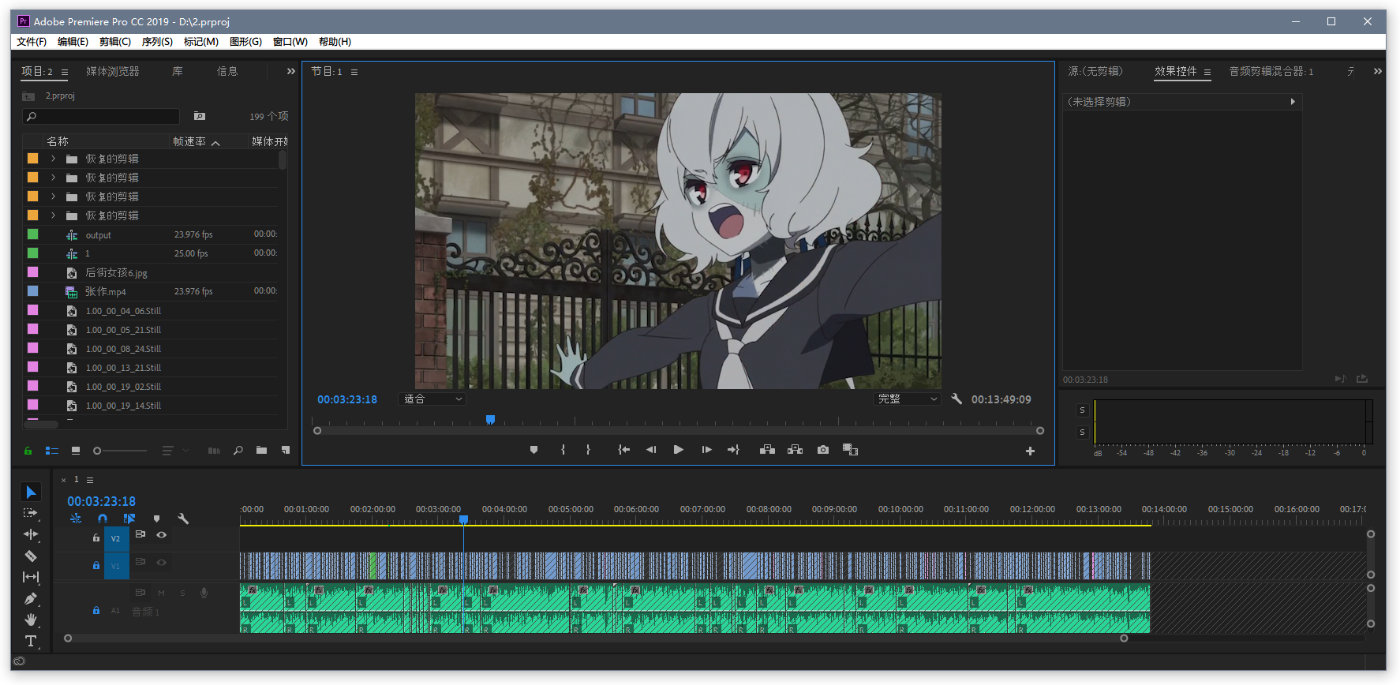 Adobe Premiere Pro CC 2019 - D:\2.prproj
文件(F) 编辑(E) 剪辑(C) 序列(S) 标记(M) 图形(G) 窗口(W) 帮助(H)
项目: 2 媒体浏览器 库 信息
2.prproj
199 个项
名称 帧速率 媒体开始
恢复的剪辑
恢复的剪辑
恢复的剪辑
恢复的剪辑
output 23.976 fps 00:00:
1 25.00 fps 00:00:
后街女孩6.jpg
张作.mp4 23.976 fps 00:00:
1.00_00_04_06.Still
1.00_00_05_21.Still
1.00_00_08_24.Still
1.00_00_13_21.Still
1.00_00_19_02.Still
1.00_00_19_14.Still
节目: 1
00:03:23:18 适合 完整 00:13:49:09
源:(无剪辑) 效果控件 音频剪辑混合器: 1
(未选择剪辑)
00:03:23:18
S
S
dB -54 -48 -42 -36 -30 -24 -18 -12 -6 0
× 1
00:03:23:18
:00:00 00:01:00:00 00:02:00:00 00:03:00:00 00:04:00:00 00:05:00:00 00:06:00:00 00:07:00:00 00:08:00:00 00:09:00:00 00:10:00:00 00:11:00:00 00:12:00:00 00:13:00:00 00:14:00:00 00:15:00:00 00:16:00:00 00:17:0
V2
V1
M S
A1 音频 1